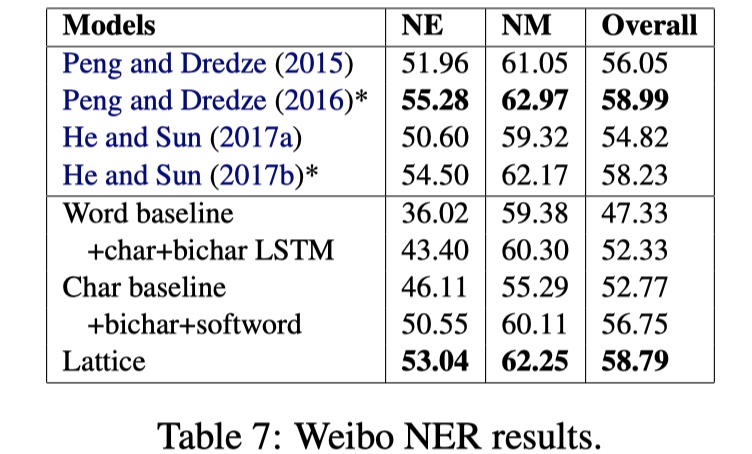 Models NE NM Overall
Peng and Dredze (2015) 51.96 61.05 56.05
Peng and Dredze (2016)* 55.28 62.97 58.99
He and Sun (2017a) 50.60 59.32 54.82
He and Sun (2017b)* 54.50 62.17 58.23
Word baseline 36.02 59.38 47.33
+char+bichar LSTM 43.40 60.30 52.33
Char baseline 46.11 55.29 52.77
+bichar+softword 50.55 60.11 56.75
Lattice 53.04 62.25 58.79
Table 7: Weibo NER results.